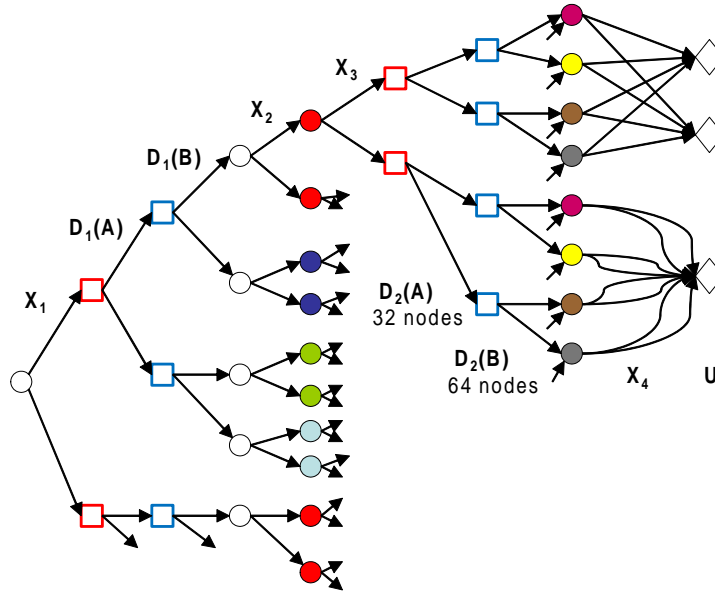 X₃
X₂
D₁(B)
D₁(A)
X₁
D₂(A)
32 nodes
D₂(B)
64 nodes
X₄
U